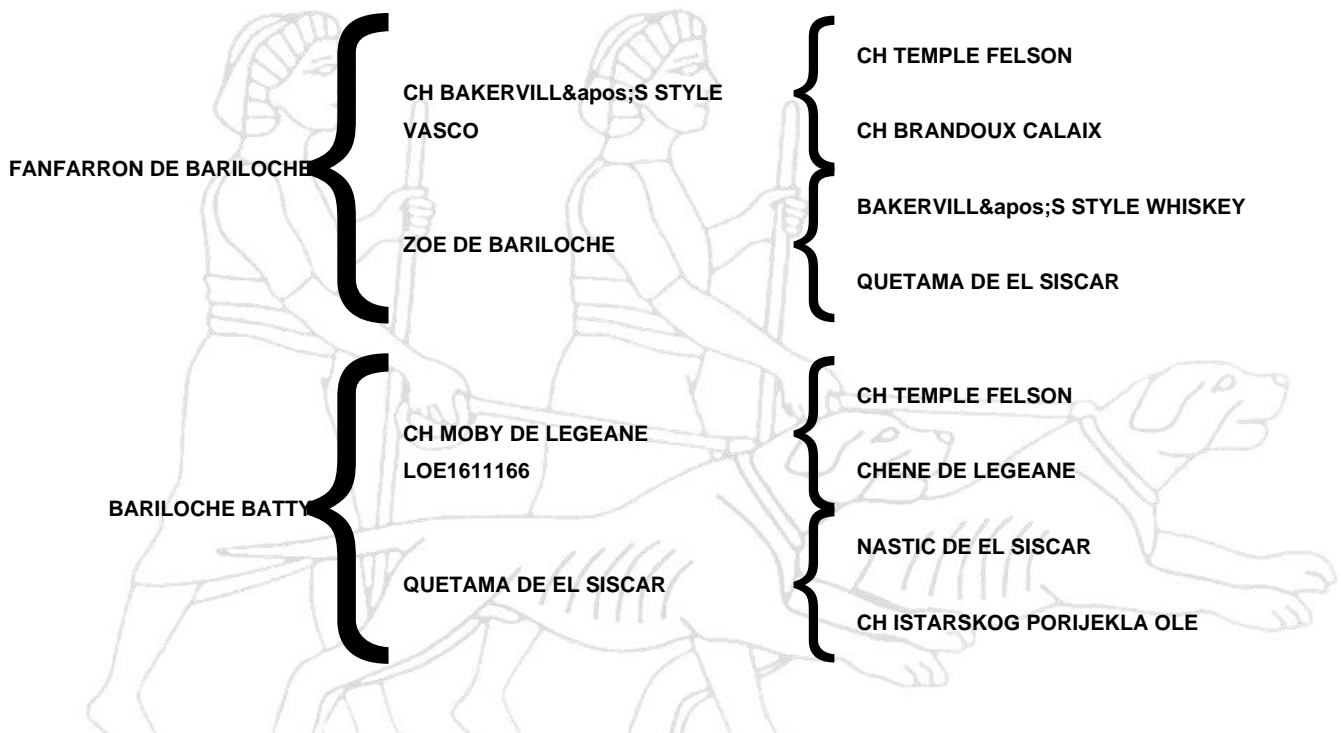 CH TEMPLE FELSON
CH BAKERVILL&apos;S STYLE
VASCO
CH BRANDOUX CALAIX
FANFARRON DE BARILOCHE
BAKERVILL&apos;S STYLE WHISKEY
ZOE DE BARILOCHE
QUETAMA DE EL SISCAR
CH TEMPLE FELSON
CH MOBY DE LEGEANE
LOE1611166
CHENE DE LEGEANE
BARILOCHE BATTY
NASTIC DE EL SISCAR
QUETAMA DE EL SISCAR
CH ISTARSKOG PORIJEKLA OLE